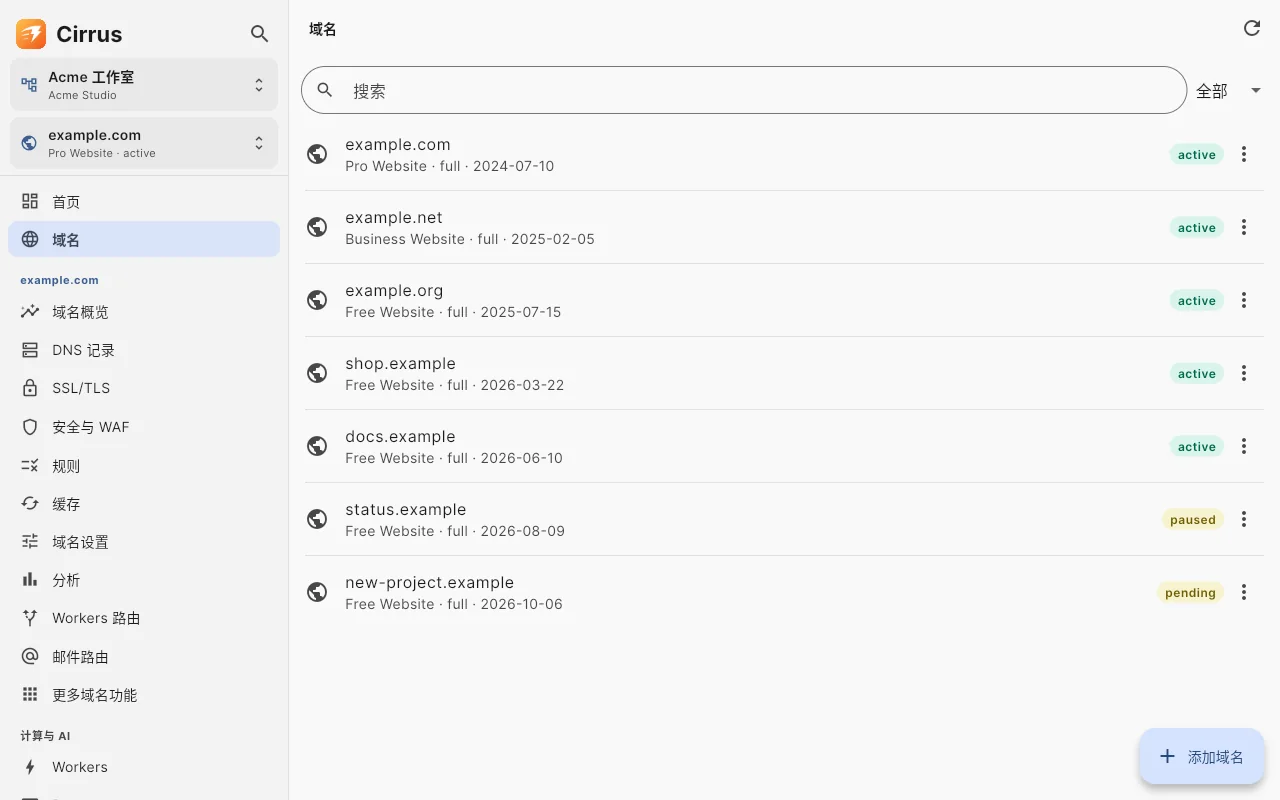 Cirrus
Acme 工作室
Acme Studio
example.com
Pro Website · active
首页
域名
example.com
域名概览
DNS 记录
SSL/TLS
安全与 WAF
规则
缓存
域名设置
分析
Workers 路由
邮件路由
更多域名功能
计算与 AI
Workers
域名
搜索
全部
example.com
Pro Website · full · 2024-07-10
active
example.net
Business Website · full · 2025-02-05
active
example.org
Free Website · full · 2025-07-15
active
shop.example
Free Website · full · 2026-03-22
active
docs.example
Free Website · full · 2026-06-10
active
status.example
Free Website · full · 2026-08-09
paused
new-project.example
Free Website · full · 2026-10-06
pending
添加域名